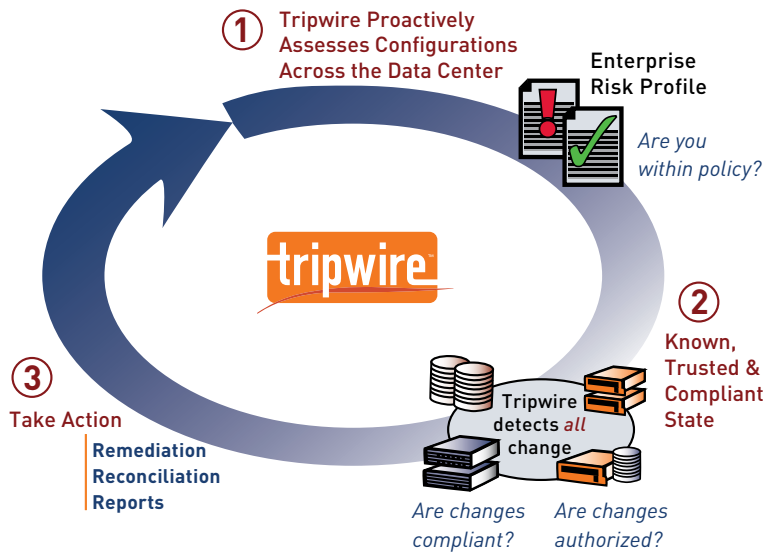 1
Tripwire Proactively
Assesses Configurations
Across the Data Center
Enterprise
Risk Profile
Are you
within policy?
tripwire™
2
Known,
Trusted &
Compliant
State
Tripwire
detects all
change
Are changes
compliant?
Are changes
authorized?
3
Take Action
Remediation
Reconciliation
Reports